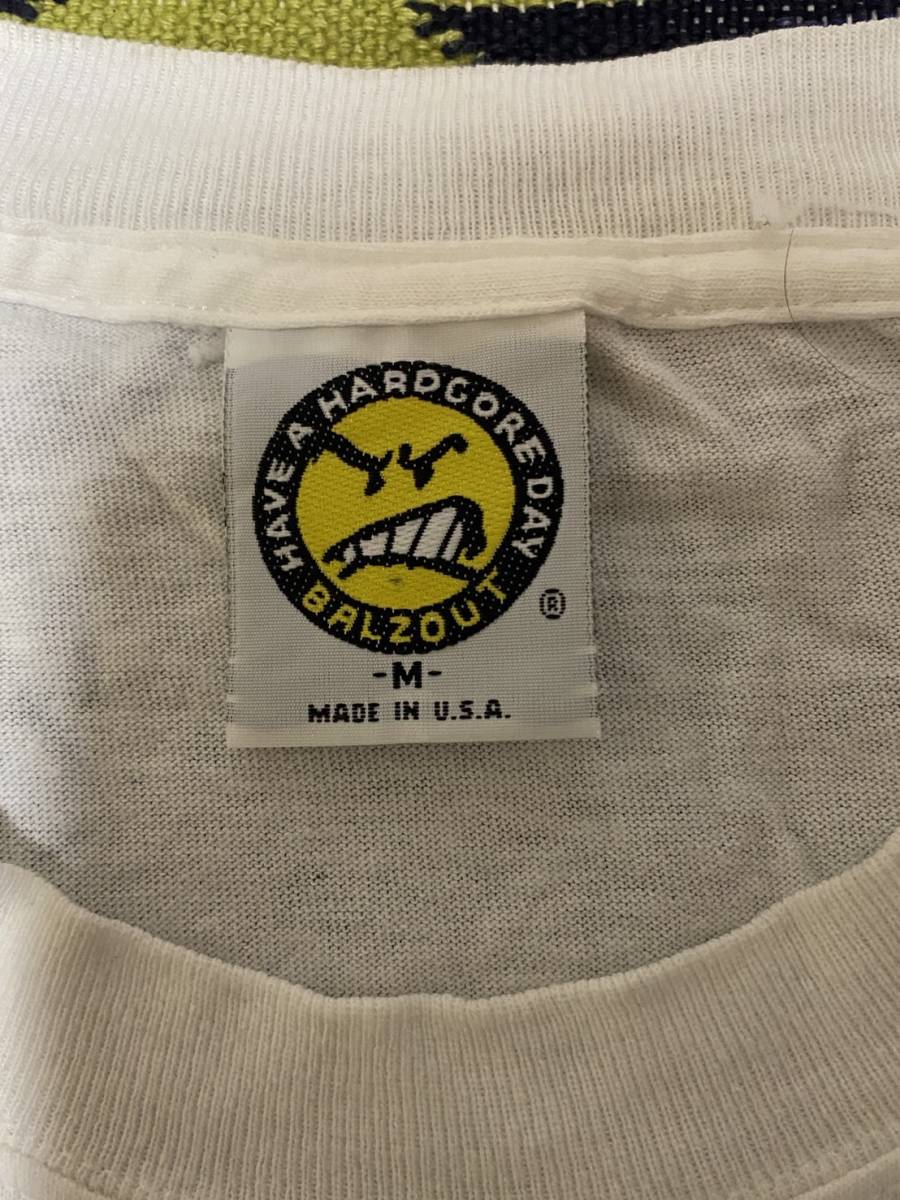 HAVE A HARDCORE DAY
BALZOUT
®
-M-
MADE IN U.S.A.